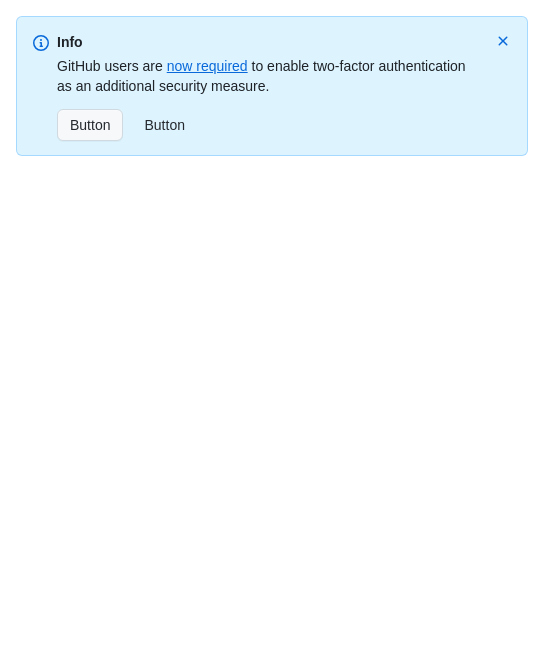 Info
GitHub users are now required to enable two-factor authentication
as an additional security measure.
Button Button